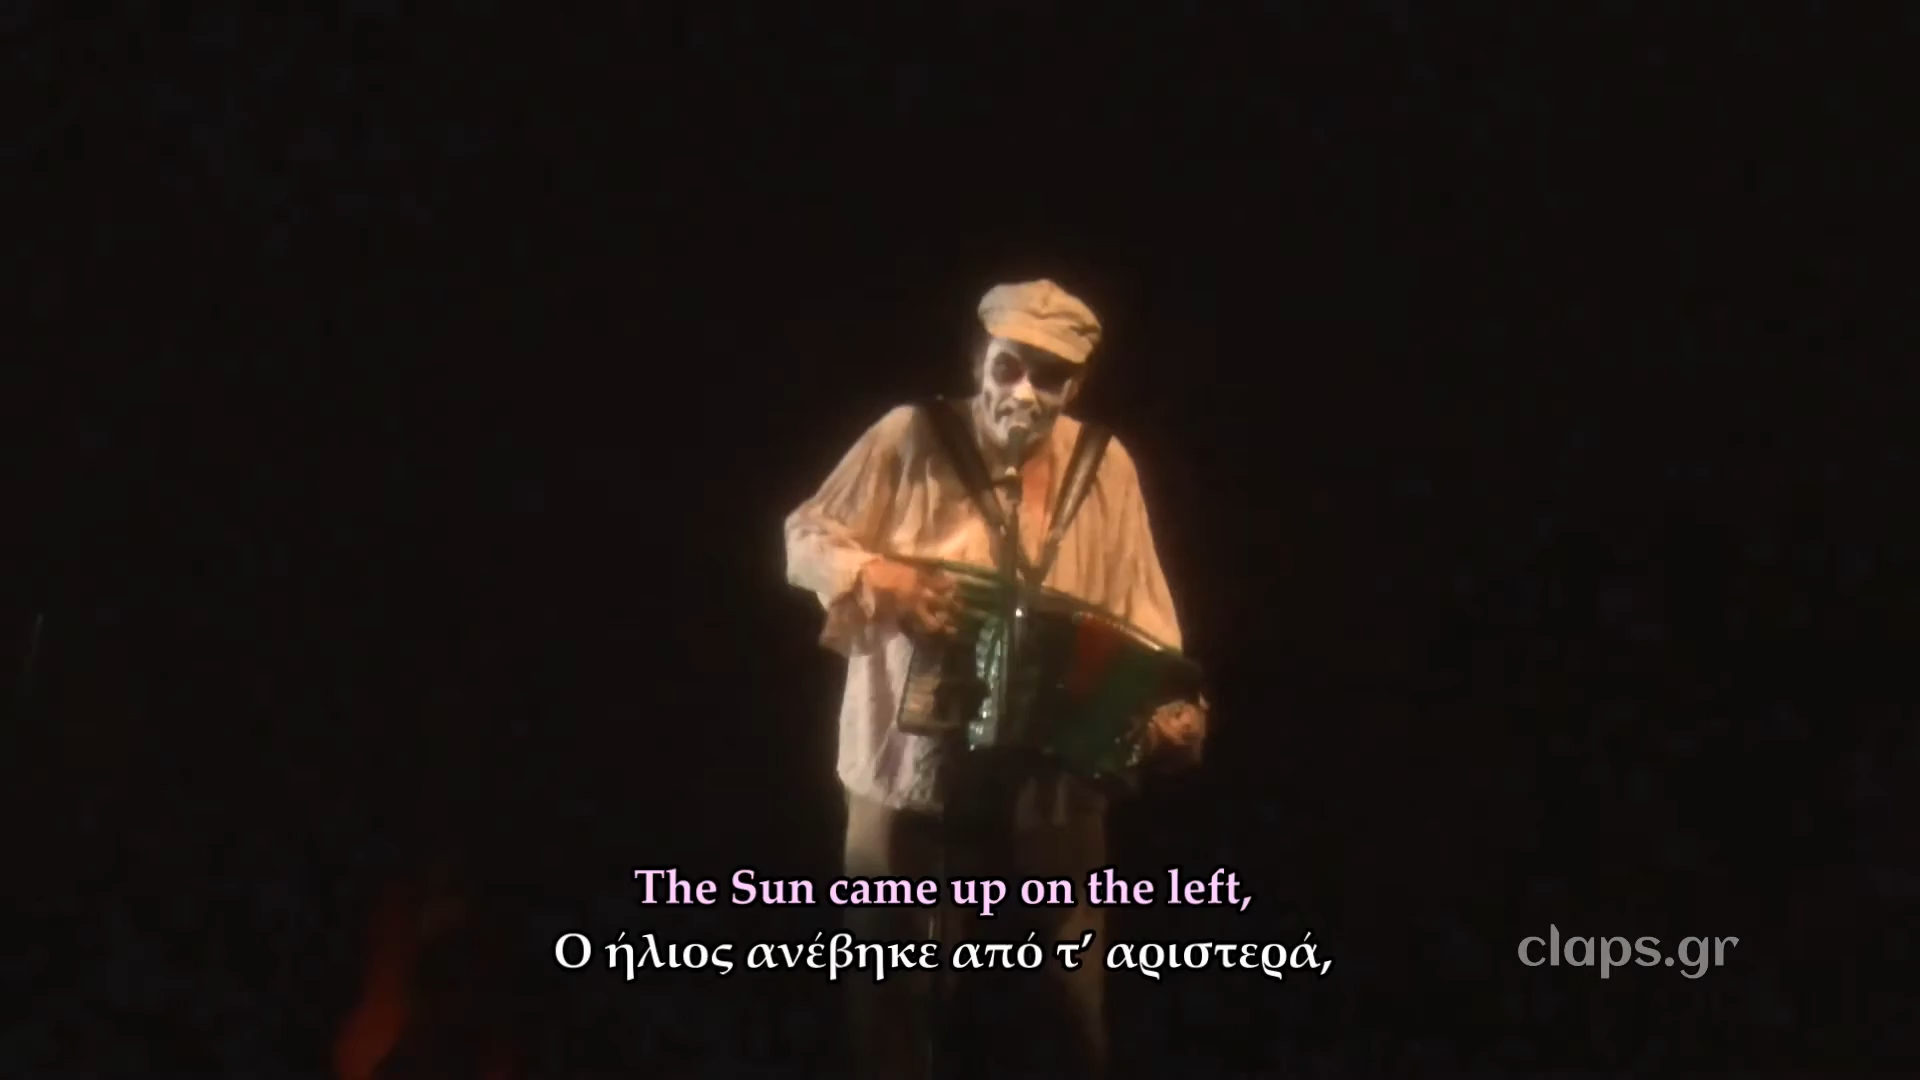 The Sun came up on the left,
Ο ήλιος ανέβηκε από τ’ αριστερά,
claps.gr